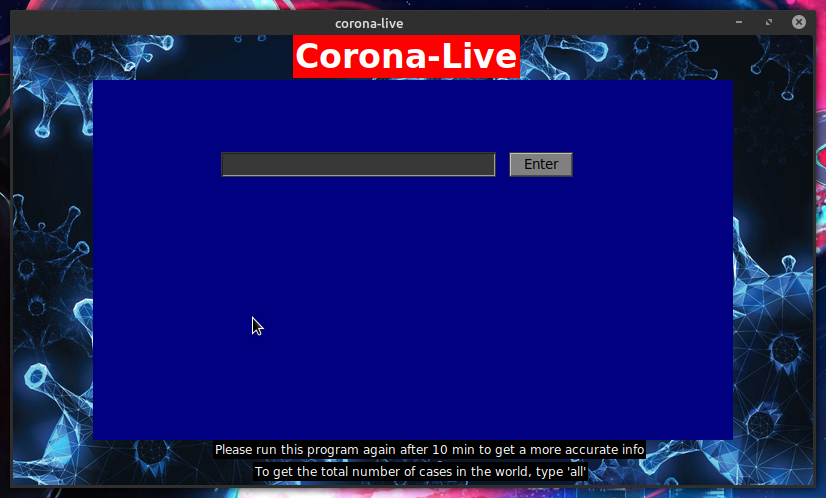 corona-live
Corona-Live
Enter
Please run this program again after 10 min to get a more accurate info
To get the total number of cases in the world, type 'all'